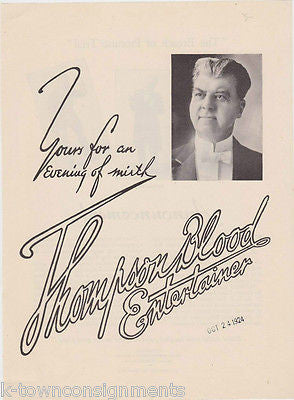 Yours for an
Evening of mirth
Thompson Blood
Entertainer
OCT 24 1924
k-townconsignments